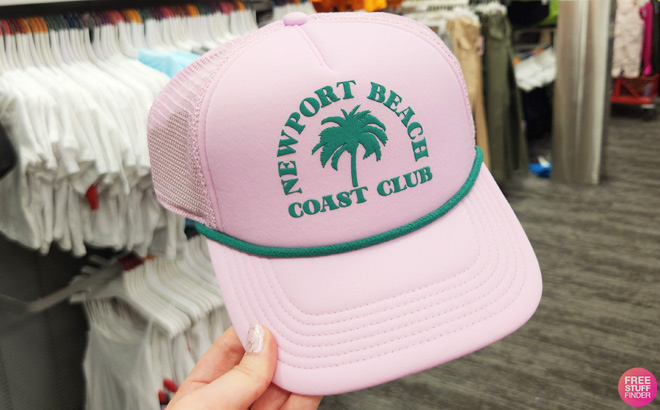 NEWPORT BEACH
COAST CLUB
FREE
STUFF
FINDER